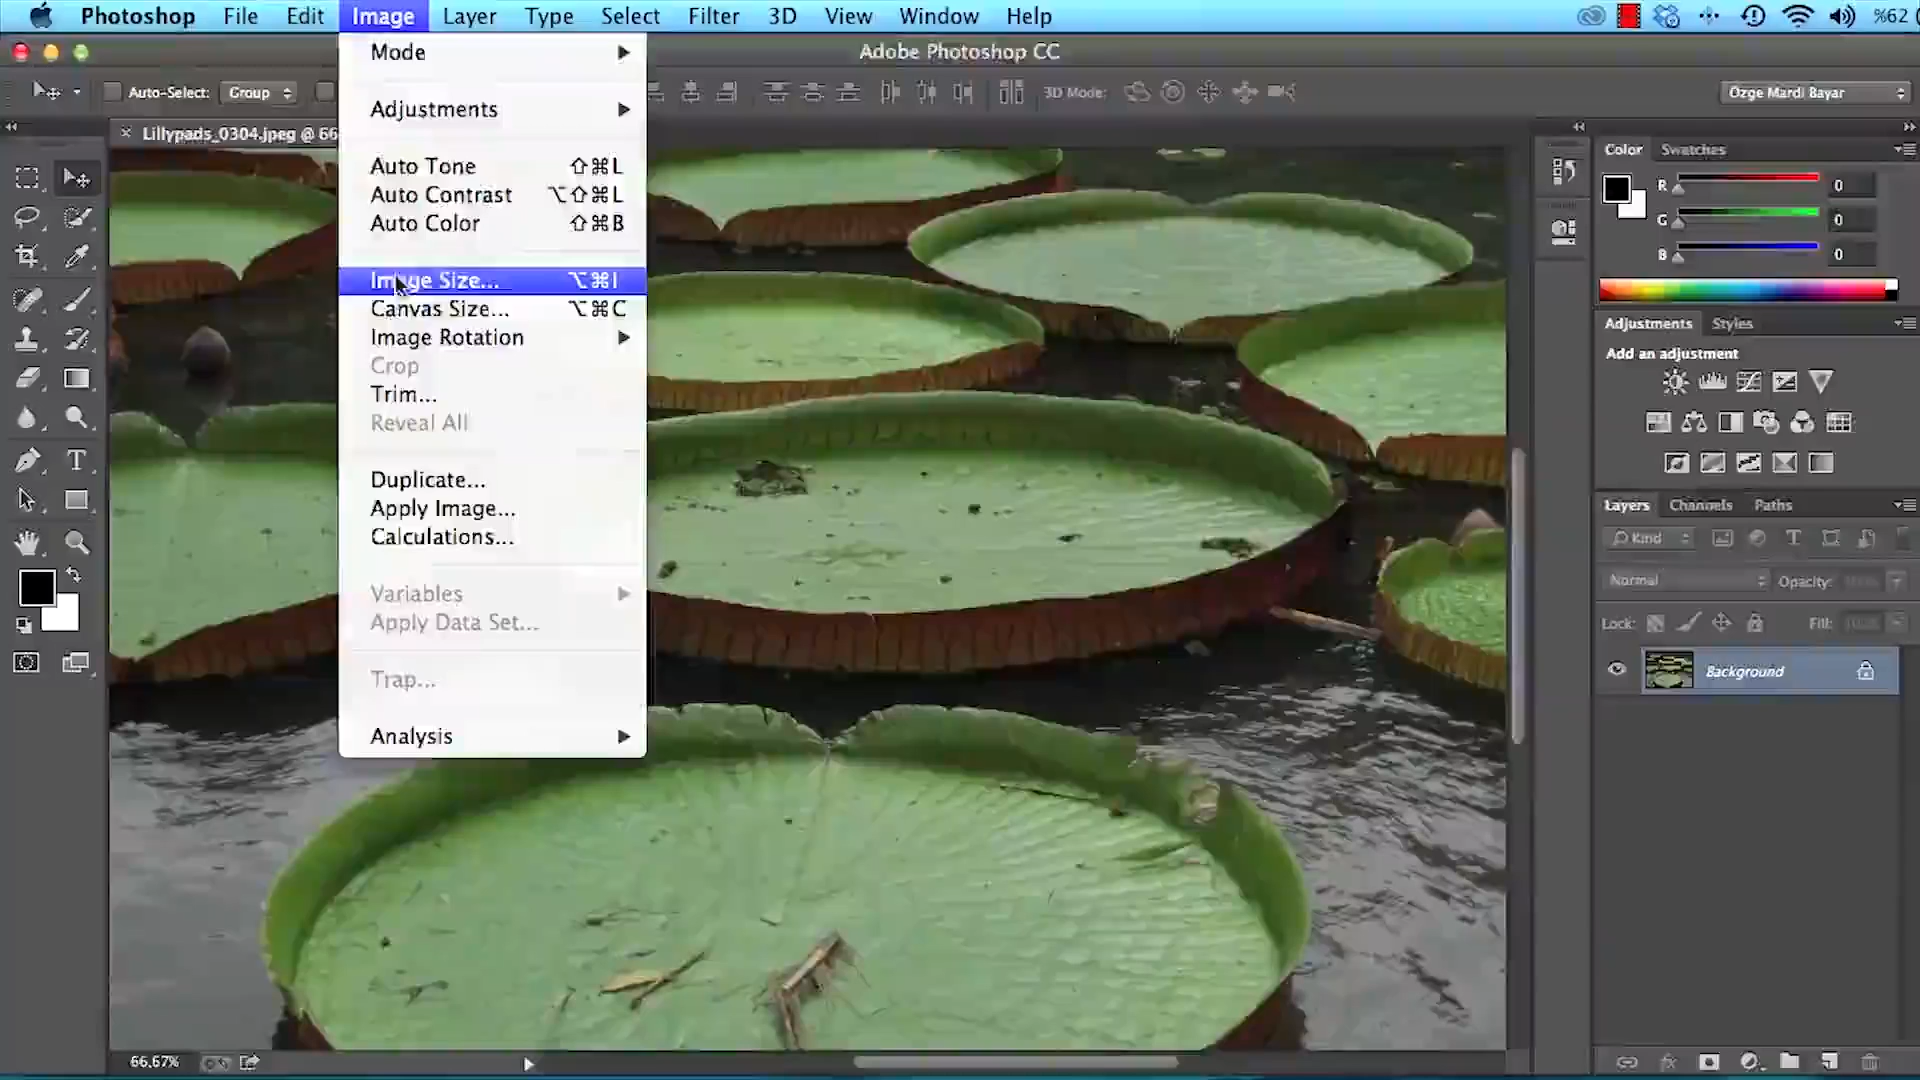 Photoshop File Edit Image Layer Type Select Filter 3D View Window Help %62
Adobe Photoshop CC
Auto-Select: Group 3D Mode: Ozge Mardi Bayar
Lillypads_0304.jpeg @ 66
Mode
Adjustments
Auto Tone ⇧⌘L
Auto Contrast ⌥⇧⌘L
Auto Color ⇧⌘B
Image Size... ⌥⌘I
Canvas Size... ⌥⌘C
Image Rotation
Crop
Trim...
Reveal All
Duplicate...
Apply Image...
Calculations...
Variables
Apply Data Set...
Trap...
Analysis
Color Swatches
R 0
G 0
B 0
Adjustments Styles
Add an adjustment
Layers Channels Paths
Kind
Normal Opacity:
Lock: Fill:
Background
66,67%